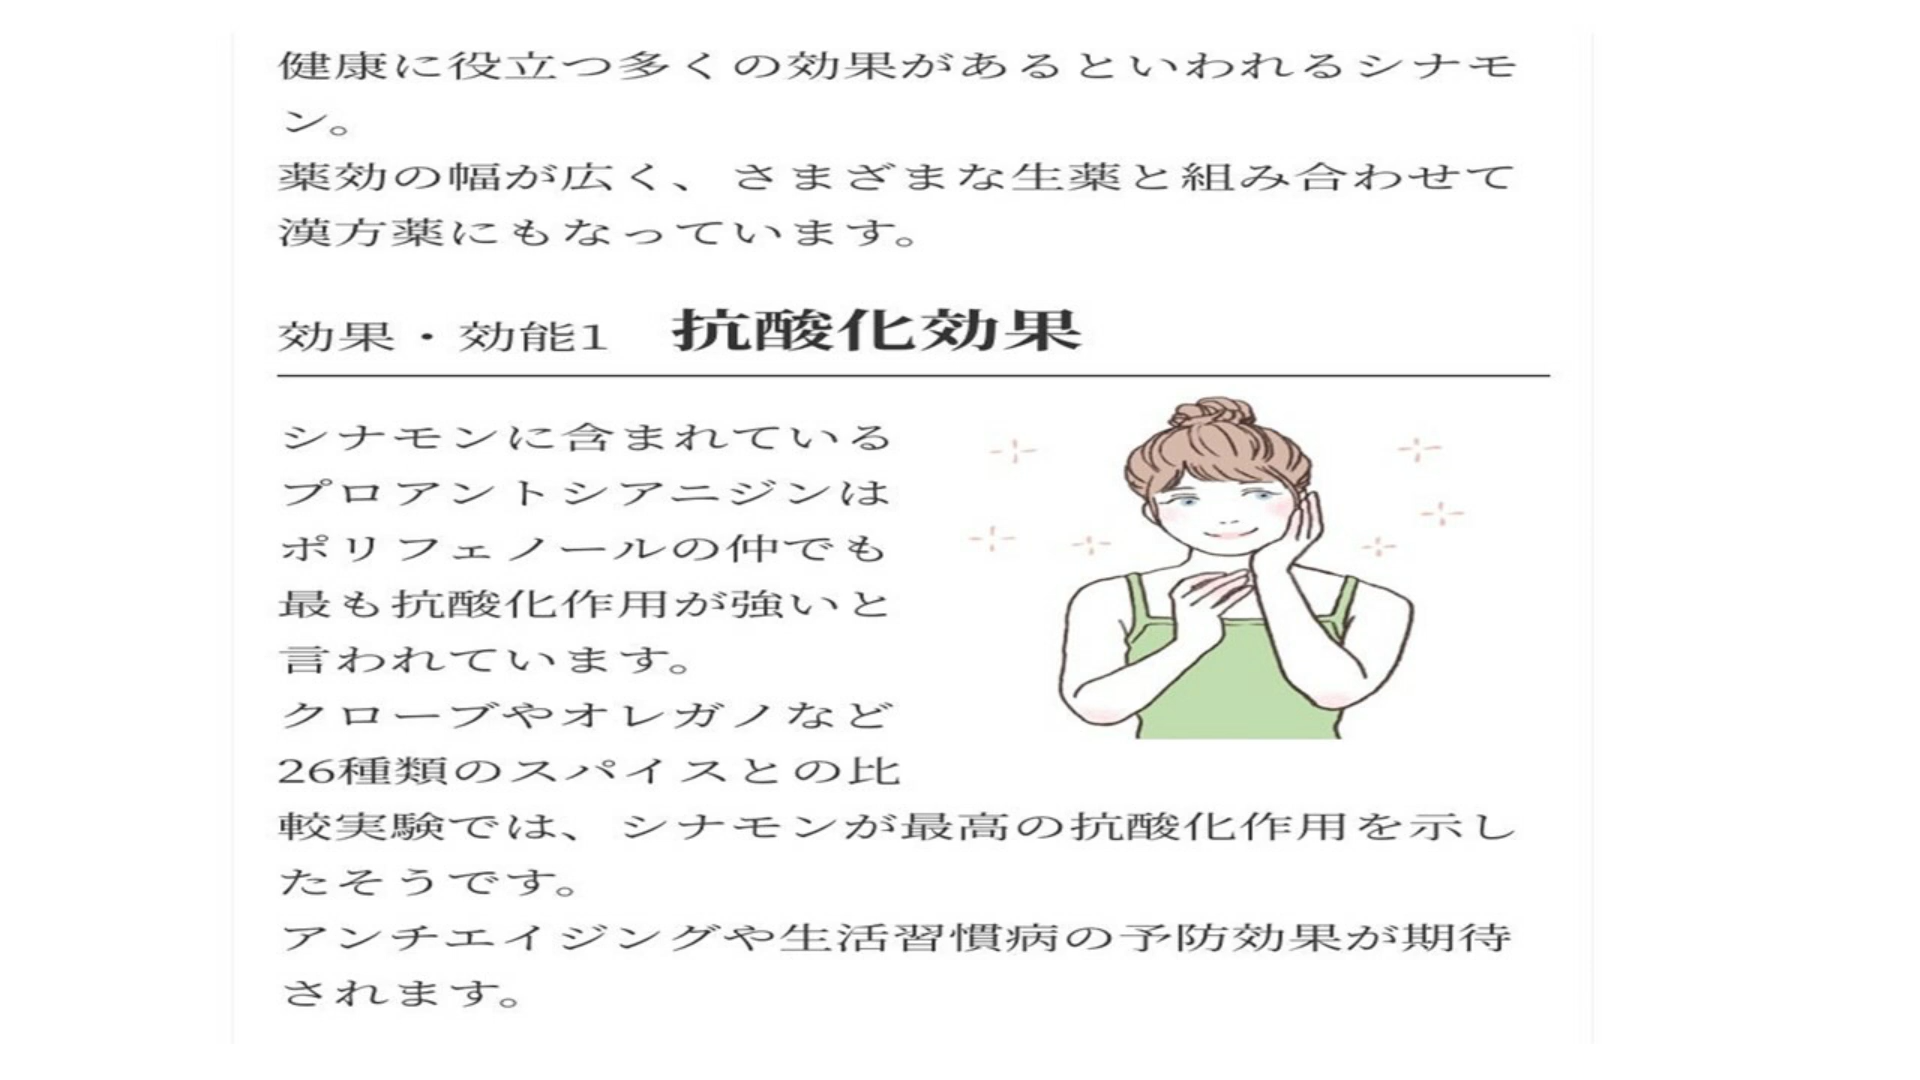 健康に役立つ多くの効果があるといわれるシナモ
ン。
薬効の幅が広く、さまざまな生薬と組み合わせて
漢方薬にもなっています。
効果・効能1　抗酸化効果
シナモンに含まれている
プロアントシアニジンは
ポリフェノールの仲でも
最も抗酸化作用が強いと
言われています。
クローブやオレガノなど
26種類のスパイスとの比
較実験では、シナモンが最高の抗酸化作用を示し
たそうです。
アンチエイジングや生活習慣病の予防効果が期待
されます。